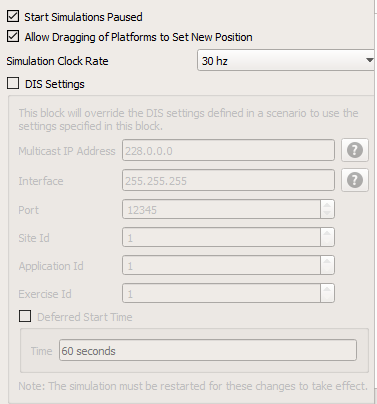 Start Simulations Paused
Allow Dragging of Platforms to Set New Position
Simulation Clock Rate 30 hz
DIS Settings
This block will override the DIS settings defined in a scenario to use the
settings specified in this block.
Multicast IP Address 228.0.0.0 ?
Interface 255.255.255 ?
Port 12345
Site Id 1
Application Id 1
Exercise Id 1
Deferred Start Time
Time 60 seconds
Note: The simulation must be restarted for these changes to take effect.